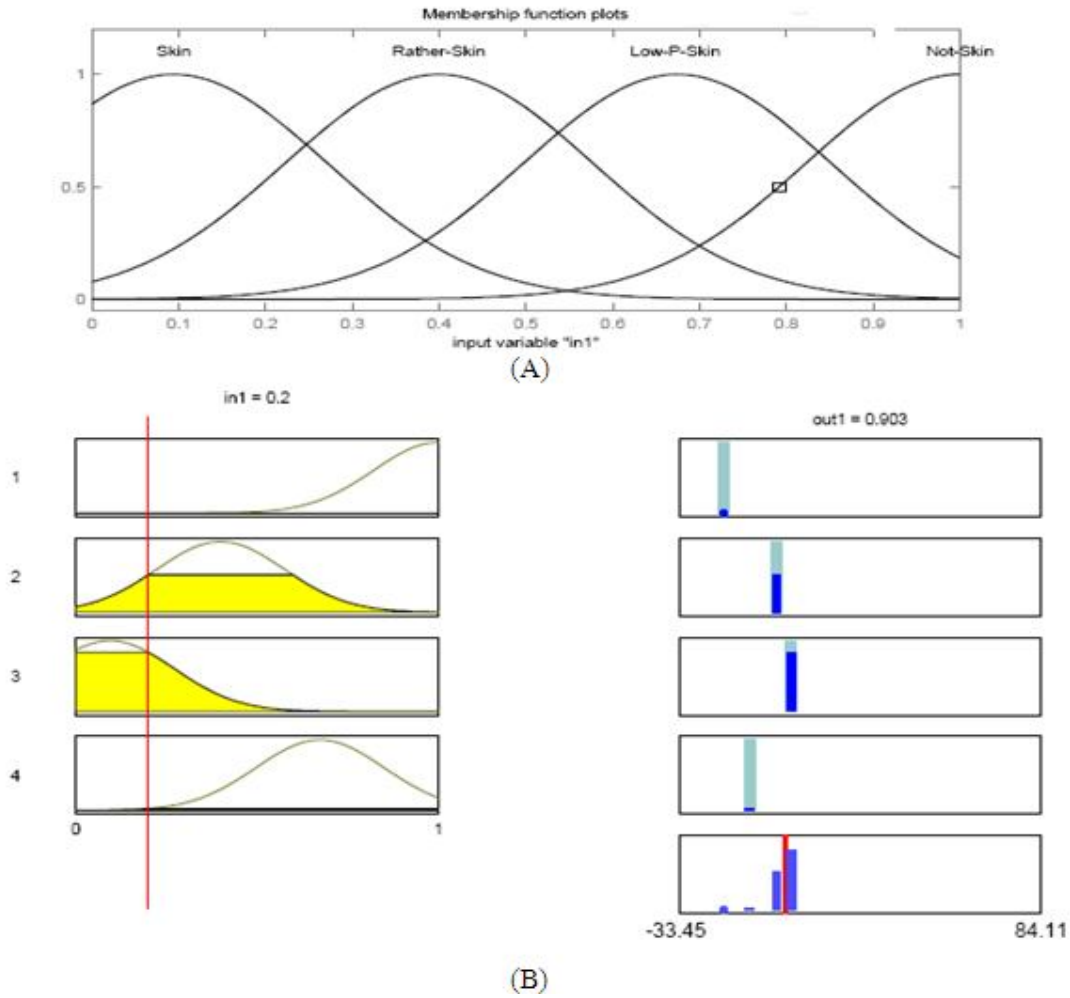 Membership function plots
Skin Rather-Skin Low-P-Skin Not-Skin
1
0.5
0
0 0.1 0.2 0.3 0.4 0.5 0.6 0.7 0.8 0.9 1
input variable "in1"
(A)
in1 = 0.2
out1 = 0.903
1
2
3
4
0 1
-33.45 84.11
(B)